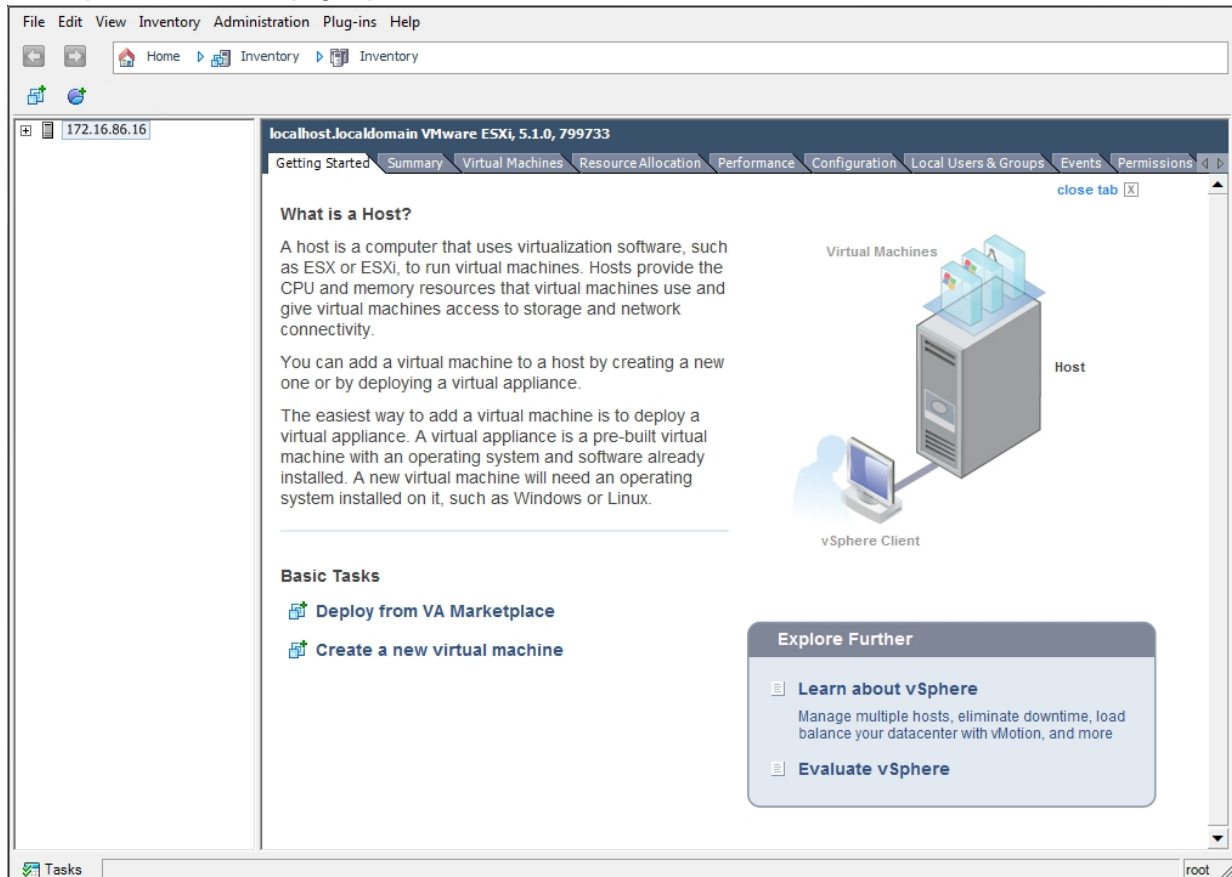 File Edit View Inventory Administration Plug-ins Help
Home Inventory Inventory
172.16.86.16
localhost.localdomain VMware ESXi, 5.1.0, 799733
Getting Started Summary Virtual Machines Resource Allocation Performance Configuration Local Users & Groups Events Permissions
close tab X
What is a Host?
A host is a computer that uses virtualization software, such
as ESX or ESXi, to run virtual machines. Hosts provide the
CPU and memory resources that virtual machines use and
give virtual machines access to storage and network
connectivity.
You can add a virtual machine to a host by creating a new
one or by deploying a virtual appliance.
The easiest way to add a virtual machine is to deploy a
virtual appliance. A virtual appliance is a pre-built virtual
machine with an operating system and software already
installed. A new virtual machine will need an operating
system installed on it, such as Windows or Linux.
Virtual Machines
Host
vSphere Client
Basic Tasks
Deploy from VA Marketplace
Create a new virtual machine
Explore Further
Learn about vSphere
Manage multiple hosts, eliminate downtime, load
balance your datacenter with vMotion, and more
Evaluate vSphere
Tasks
root